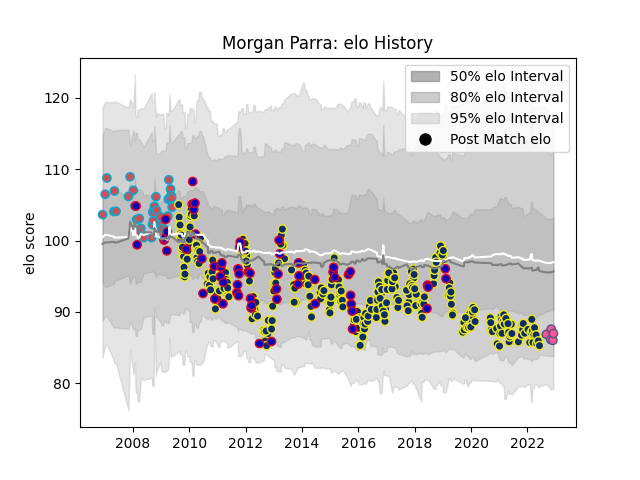 Morgan Parra: elo History
50% elo Interval
80% elo Interval
95% elo Interval
Post Match elo
elo score
120
110
100
90
80
2008 2010 2012 2014 2016 2018 2020 2022